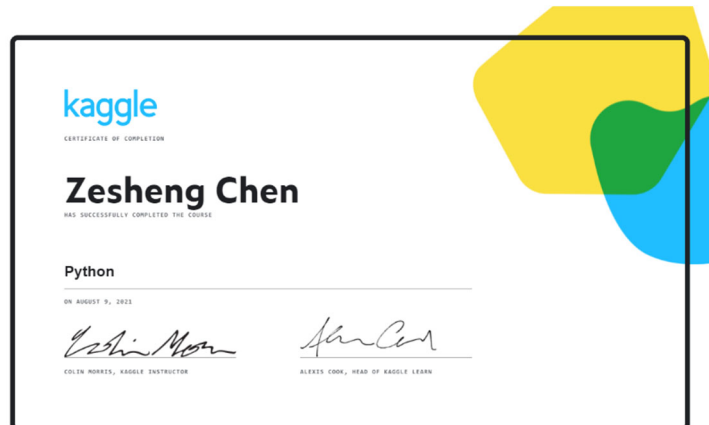 kaggle
CERTIFICATE OF COMPLETION
Zesheng Chen
HAS SUCCESSFULLY COMPLETED THE COURSE
Python
ON AUGUST 9, 2021
COLIN MORRIS, KAGGLE INSTRUCTOR
ALEXIS COOK, HEAD OF KAGGLE LEARN